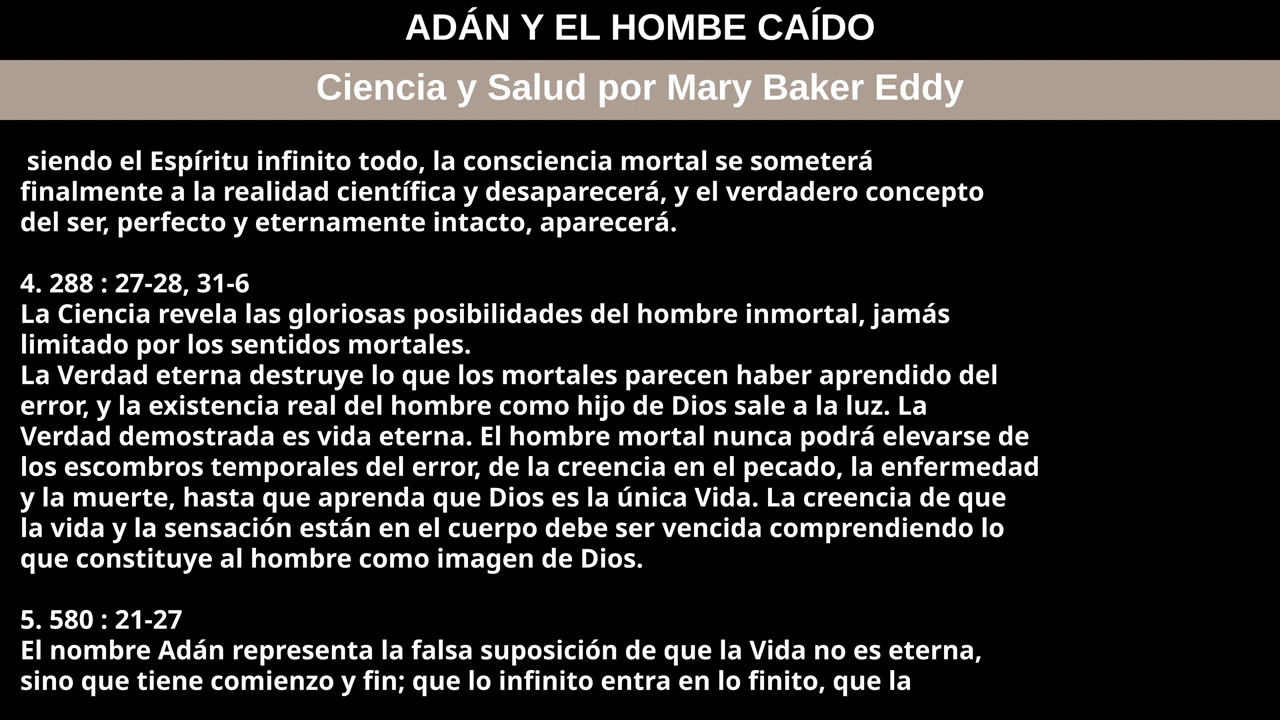 ADÁN Y EL HOMBE CAÍDO
Ciencia y Salud por Mary Baker Eddy
siendo el Espíritu infinito todo, la consciencia mortal se someterá
finalmente a la realidad científica y desaparecerá, y el verdadero concepto
del ser, perfecto y eternamente intacto, aparecerá.
4. 288 : 27-28, 31-6
La Ciencia revela las gloriosas posibilidades del hombre inmortal, jamás
limitado por los sentidos mortales.
La Verdad eterna destruye lo que los mortales parecen haber aprendido del
error, y la existencia real del hombre como hijo de Dios sale a la luz. La
Verdad demostrada es vida eterna. El hombre mortal nunca podrá elevarse de
los escombros temporales del error, de la creencia en el pecado, la enfermedad
y la muerte, hasta que aprenda que Dios es la única Vida. La creencia de que
la vida y la sensación están en el cuerpo debe ser vencida comprendiendo lo
que constituye al hombre como imagen de Dios.
5. 580 : 21-27
El nombre Adán representa la falsa suposición de que la Vida no es eterna,
sino que tiene comienzo y fin; que lo infinito entra en lo finito, que la